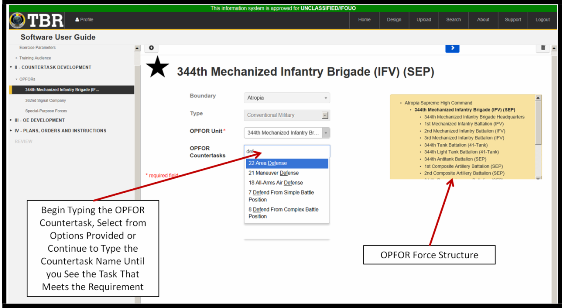 This information system is approved for UNCLASSIFIED//FOUO
TBR
Profile
Home
Design
Upload
Search
About
Support
Logout
Software User Guide
Exercise Parameters
Training Audience
II COUNTERTASK DEVELOPMENT
OPFOR
344th Mechanized Infantry Brigade (IF...
Initial Signal Company
Special-Purpose Forces
III OE DEVELOPMENT
IV - PLANS, ORDERS AND INSTRUCTIONS
REVIEW
344th Mechanized Infantry Brigade (IFV) (SEP)
Boundary
Atropia
Type
Conventional Military
OPFOR Unit *
344th Mechanized Infantry Br...
OPFOR
Countertasks
def
* required field
22 Area Defense
21 Maneuver Defense
18 All-Arms Air Defense
7 Defend From Simple Battle
Position
8 Defend From Complex Battle
Position
Atropia Supreme High Command
344th Mechanized Infantry Brigade (IFV) (SEP)
344th Mechanized Infantry Brigade Headquarters
1st Mechanized Infantry Battalion (IFV)
2nd Mechanized Infantry Battalion (IFV)
3rd Mechanized Infantry Battalion (IFV)
344th Tank Battalion (41-Tank)
344th Light Tank Battalion (41-Tank)
344th Antitank Battalion (SEP)
1st Composite Artillery Battalion (SEP)
2nd Composite Artillery Battalion (SEP)
Begin Typing the OPFOR
Countertask, Select from
Options Provided or
Continue to Type the
Countertask Name Until
you See the Task That
Meets the Requirement
OPFOR Force Structure